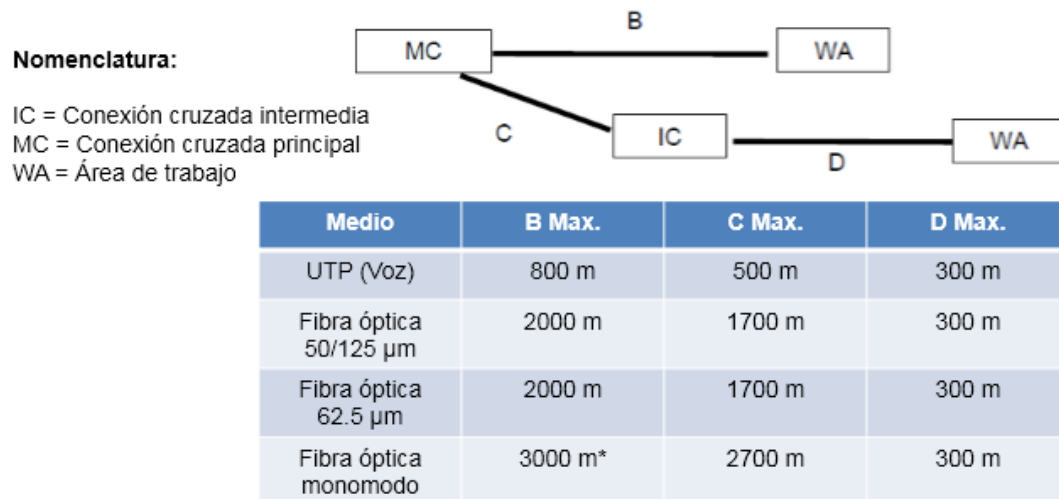 Nomenclatura:
IC = Conexión cruzada intermedia
MC = Conexión cruzada principal
WA = Área de trabajo
MC
B
WA
C
IC
D
WA
Medio B Max. C Max. D Max.
UTP (Voz) 800 m 500 m 300 m
Fibra óptica
50/125 µm 2000 m 1700 m 300 m
Fibra óptica
62.5 µm 2000 m 1700 m 300 m
Fibra óptica
monomodo 3000 m* 2700 m 300 m